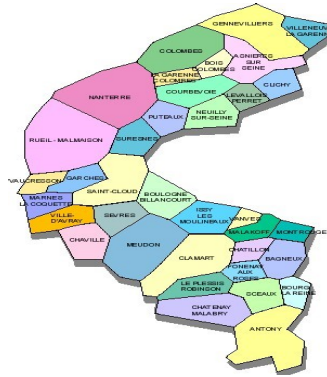 GENNEVILLIERS
VILLENEUV
LA GARENN
COLOMBES
ASNIERES
SUR
SEINE
BOIS
COLOMBES
LA GARENNE
COLOMBES
CLICHY
NANTERRE
COURBEVOIE
LEVALLOIS
PERRET
NEUILLY
SUR-SEINE
PUTEAUX
RUEIL - MALMAISON
SURESNES
VAUCRESSON
GARCHES
SAINT-CLOUD
MARNES
LA COQUETTE
BOULOGNE
BILLANCOURT
VILLE-
D'AVRAY
SEVRES
ISSY
LES
MOULINEAUX
VANVES
MALAKOFF
MONTROUGE
CHAVILLE
MEUDON
CHATILLON
CLAMART
BAGNEUX
FONTENAY
AUX
ROSES
LE PLESSIS
ROBINSON
SCEAUX
BOURG
LA REINE
CHATENAY
MALABRY
ANTONY